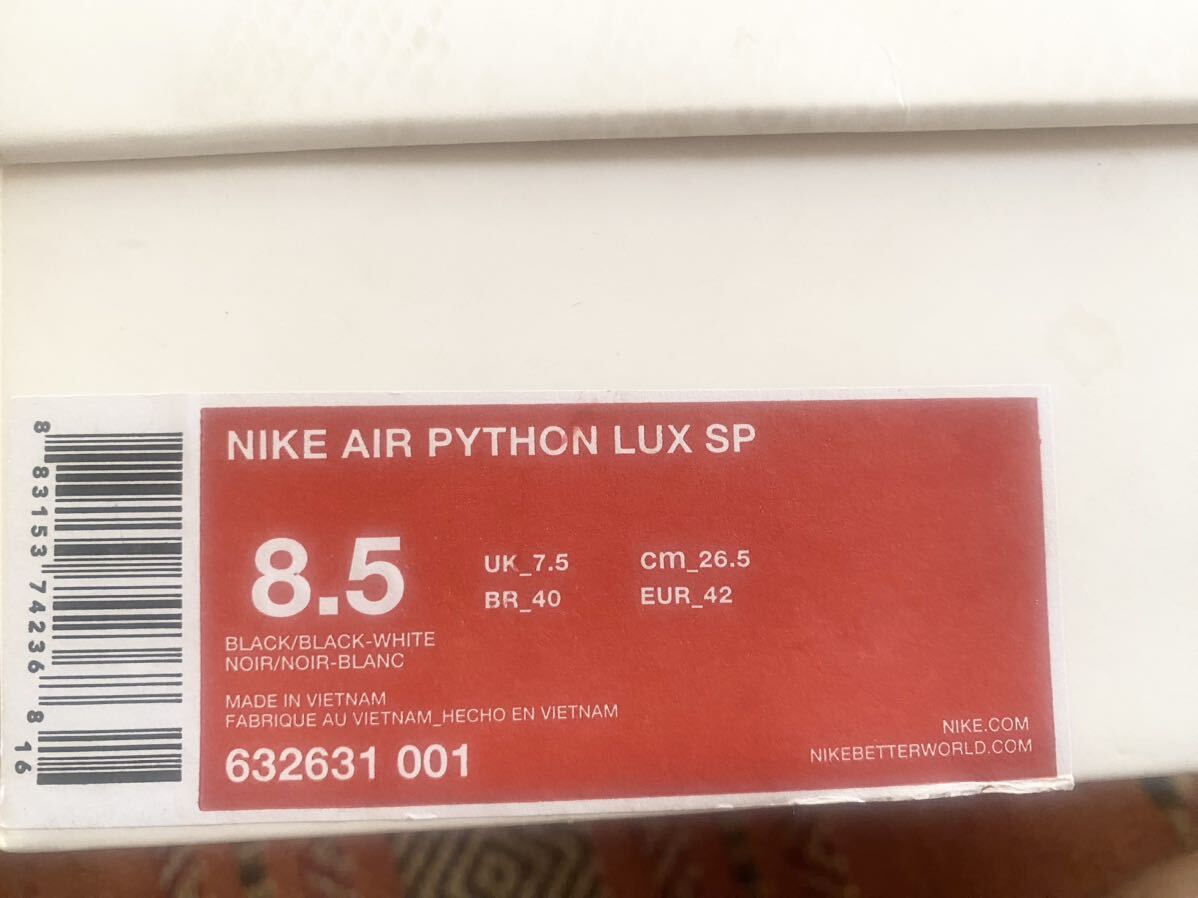 NIKE AIR PYTHON LUX SP
8.5
UK_7.5 cm_26.5
BR_40 EUR_42
BLACK/BLACK-WHITE
NOIR/NOIR-BLANC
MADE IN VIETNAM
FABRIQUE AU VIETNAM_HECHO EN VIETNAM
632631 001
NIKE.COM
NIKEBETTERWORLD.COM
8 83153 74236 8 16